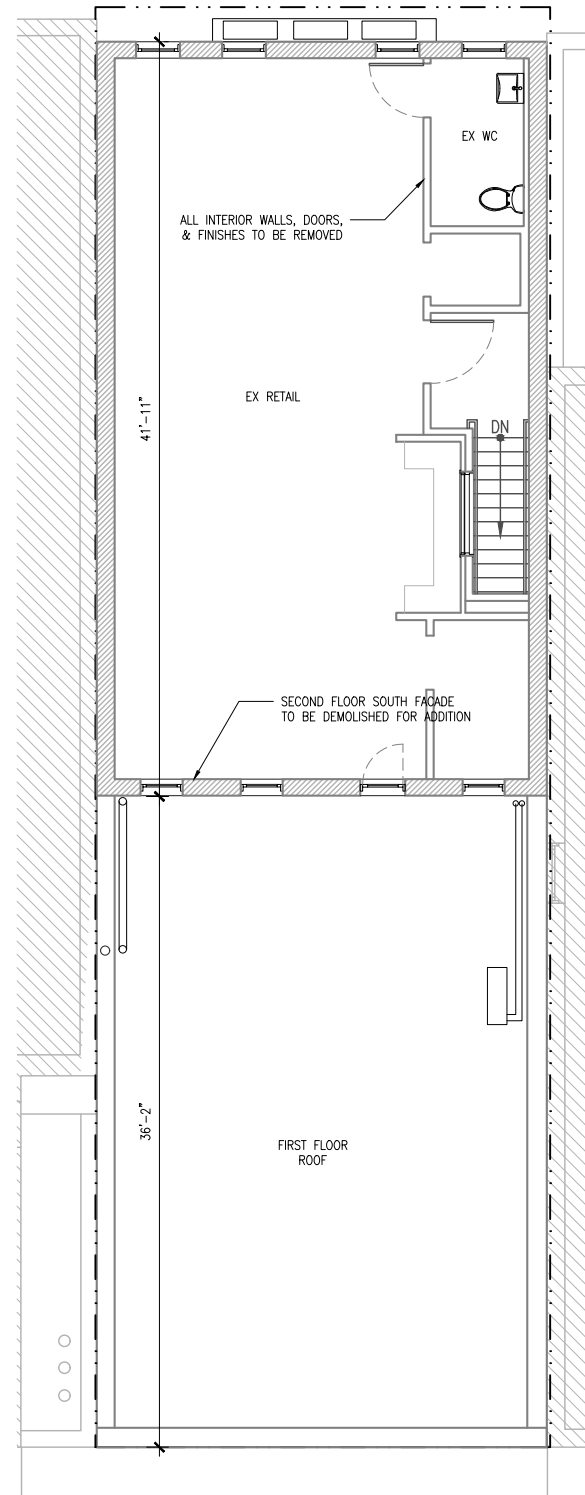 EX WC
ALL INTERIOR WALLS, DOORS,
& FINISHES TO BE REMOVED
EX RETAIL
41'-11"
DN
SECOND FLOOR SOUTH FACADE
TO BE DEMOLISHED FOR ADDITION
36'-2"
FIRST FLOOR
ROOF